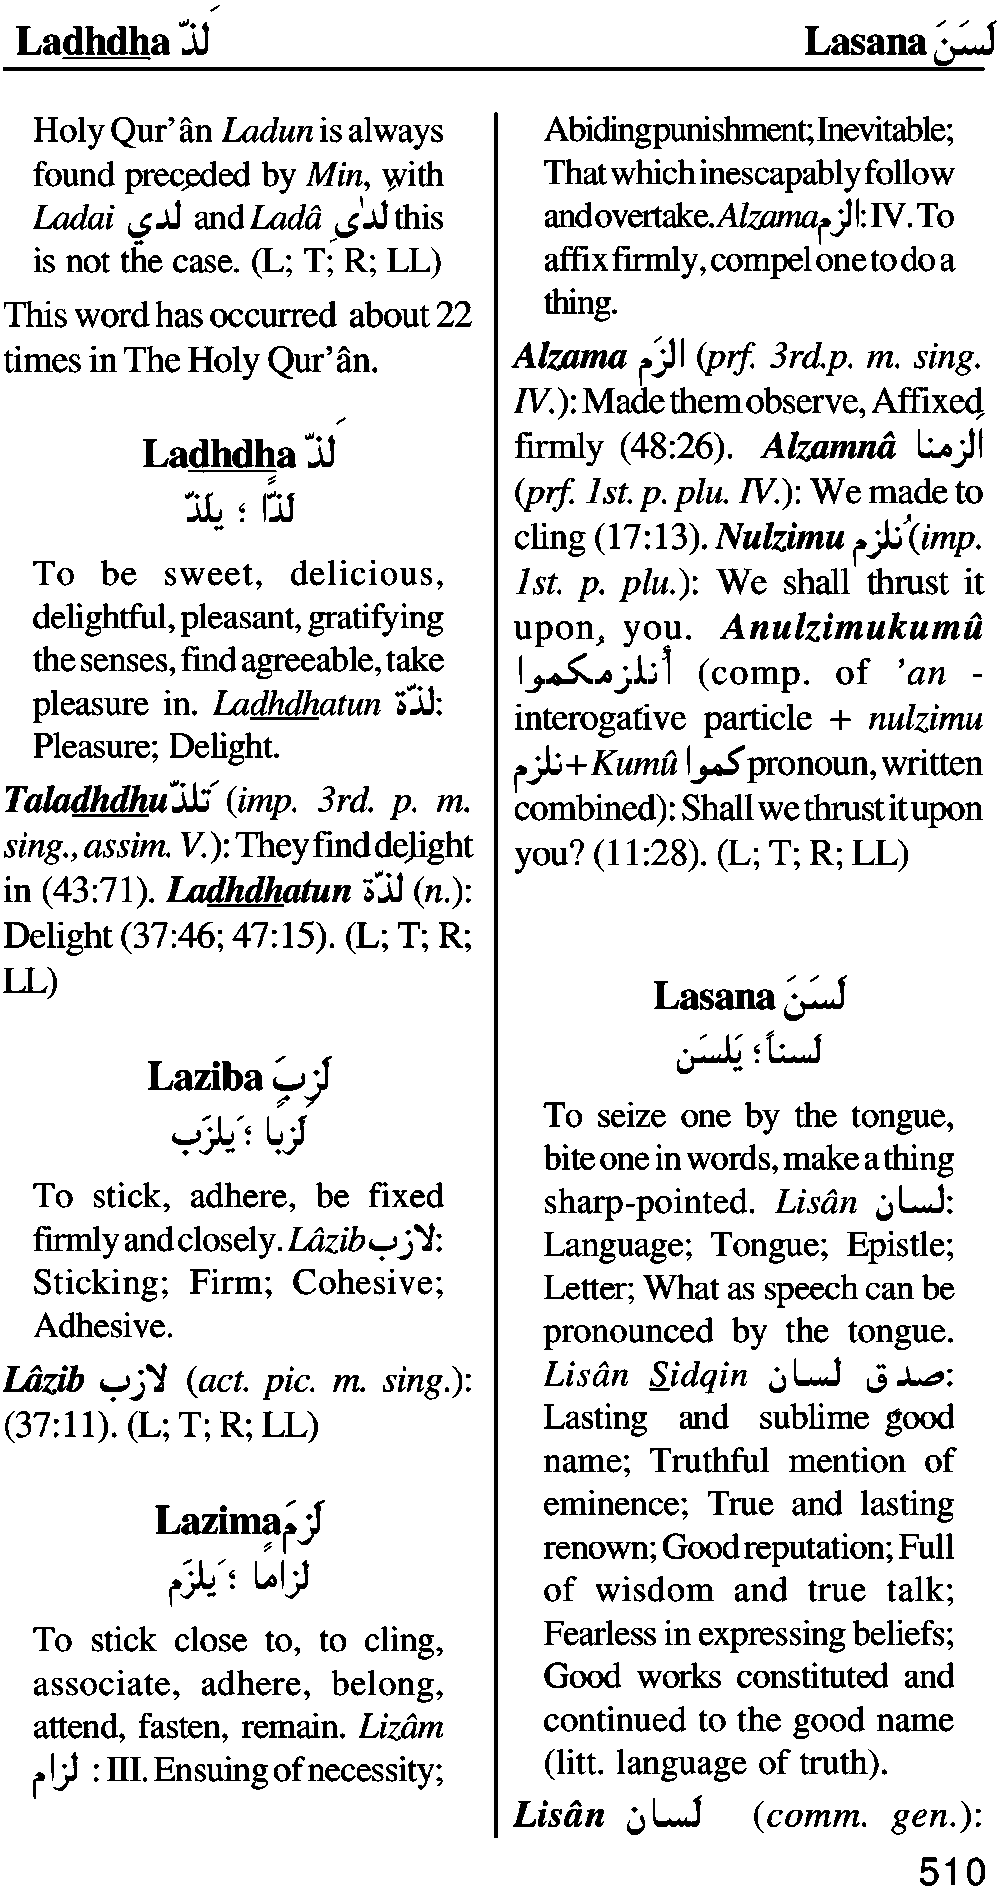 Ladhdha لَذّ
Lasana لَسَنَ
Holy Qur’ân Ladun is always
found preceded by Min, with
Ladai لدي and Ladâ لدٰى this
is not the case. (L; T; R; LL)
This word has occurred about 22
times in The Holy Qur’ân.
Ladhdha لَذّ
لَذّاً ؛ يلَذّ
To be sweet, delicious,
delightful, pleasant, gratifying
the senses, find agreeable, take
pleasure in. Ladhdhatun لذّة:
Pleasure; Delight.
Taladhdhu تَلذّ (imp. 3rd. p. m.
sing., assim. V.): They find delight
in (43:71). Ladhdhatun لذّة (n.):
Delight (37:46; 47:15). (L; T; R;
LL)
Laziba لَزِبَ
لَزِباً ؛ يَلزَب
To stick, adhere, be fixed
firmly and closely. Lâzib لازب:
Sticking; Firm; Cohesive;
Adhesive.
Lâzib لازب (act. pic. m. sing.):
(37:11). (L; T; R; LL)
Lazima لَزِمَ
لزاماً ؛ يَلزَم
To stick close to, to cling,
associate, adhere, belong,
attend, fasten, remain. Lizâm
لزام : III. Ensuing of necessity;
Abiding punishment; Inevitable;
That which inescapably follow
and overtake. Alzama الزم: IV. To
affix firmly, compel one to do a
thing.
Alzama الزَم (prf. 3rd.p. m. sing.
IV.): Made them observe, Affixed
firmly (48:26). Alzamnâ الزمنا
(prf. 1st. p. plu. IV.): We made to
cling (17:13). Nulzimu نُلزِم (imp.
1st. p. plu.): We shall thrust it
upon, you. Anulzimukumû
أنلزمكموا (comp. of ’an -
interogative particle + nulzimu
نلزم + Kumû كموا pronoun, written
combined): Shall we thrust it upon
you? (11:28). (L; T; R; LL)
Lasana لَسَنَ
لَسناً ؛ يَلسَن
To seize one by the tongue,
bite one in words, make a thing
sharp-pointed. Lisân لسان:
Language; Tongue; Epistle;
Letter; What as speech can be
pronounced by the tongue.
Lisân Sidqin لسان صدق:
Lasting and sublime good
name; Truthful mention of
eminence; True and lasting
renown; Good reputation; Full
of wisdom and true talk;
Fearless in expressing beliefs;
Good works constituted and
continued to the good name
(litt. language of truth).
Lisân لَسان (comm. gen.):
510